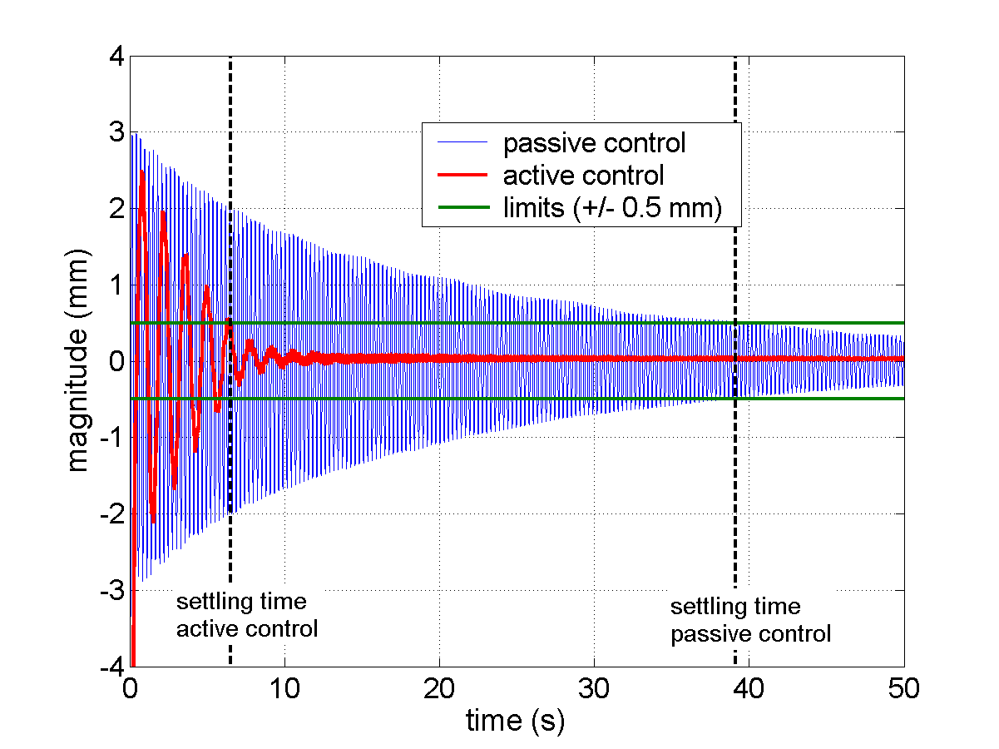 4
3
2
1
0
-1
-2
-3
-4
magnitude (mm)
passive control
active control
limits (+/- 0.5 mm)
settling time
active control
settling time
passive control
0
10
20
30
40
50
time (s)